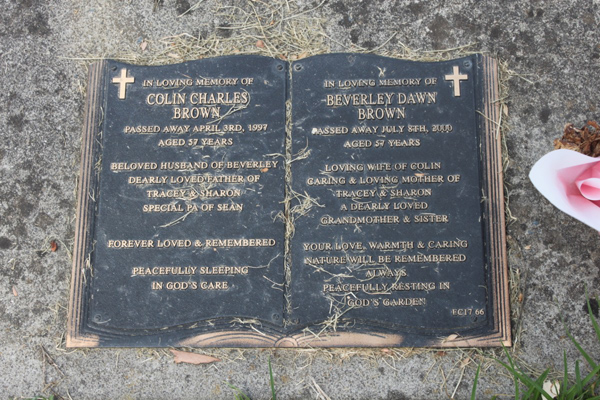 IN LOVING MEMORY OF
COLIN CHARLES
BROWN
PASSED AWAY APRIL 3RD, 1997
AGED 57 YEARS
BELOVED HUSBAND OF BEVERLEY
DEARLY LOVED FATHER OF
TRACEY & SHARON
SPECIAL PA OF SEAN
FOREVER LOVED & REMEMBERED
PEACEFULLY SLEEPING
IN GOD'S CARE
IN LOVING MEMORY OF
BEVERLEY DAWN
BROWN
PASSED AWAY JULY 8TH,
AGED 57 YEARS
LOVING WIFE OF COLIN
CARING & LOVING MOTHER OF
TRACEY & SHARON
A DEARLY LOVED
GRANDMOTHER & SISTER
YOUR LOVE, WARMTH & CARING
NATURE WILL BE REMEMBERED
ALWAYS
PEACEFULLY RESTING IN
GOD'S GARDEN
FC17 66